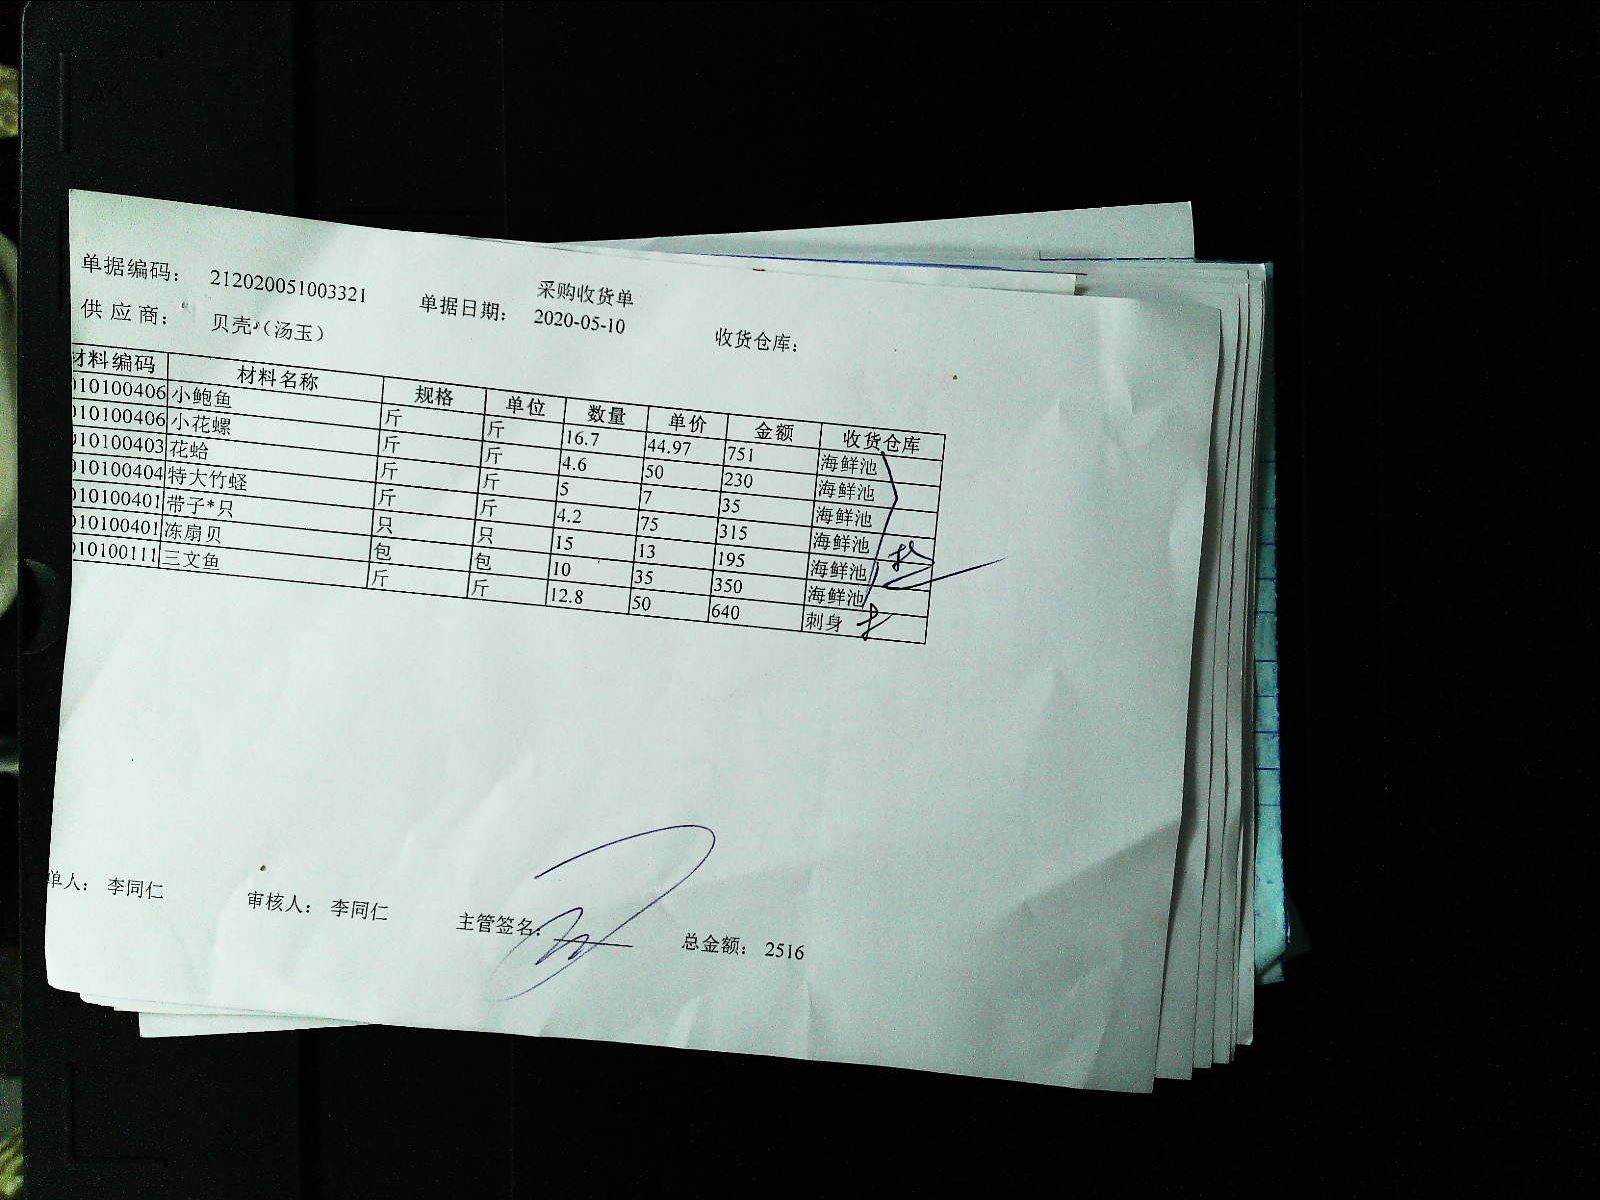 采购收货单
单据编码： 212020051003321 单据日期： 2020-05-10 收货仓库：
供应商： 贝壳（汤玉）
材料编码 材料名称 规格 单位 数量 单价 金额 收货仓库
010100406 小鲍鱼 斤 斤 16.7 44.97 751 海鲜池
010100406 小花螺 斤 斤 4.6 50 230 海鲜池
010100403 花蛤 斤 斤 5 7 35 海鲜池
010100404 特大竹蛏 斤 斤 4.2 75 315 海鲜池
010100401 带子*只 只 只 15 13 195 海鲜池
010100401 冻扇贝 包 包 10 35 350 海鲜池
010100111 三文鱼 斤 斤 12.8 50 640 刺身
单人： 李同仁 审核人： 李同仁 主管签名： 总金额： 2516